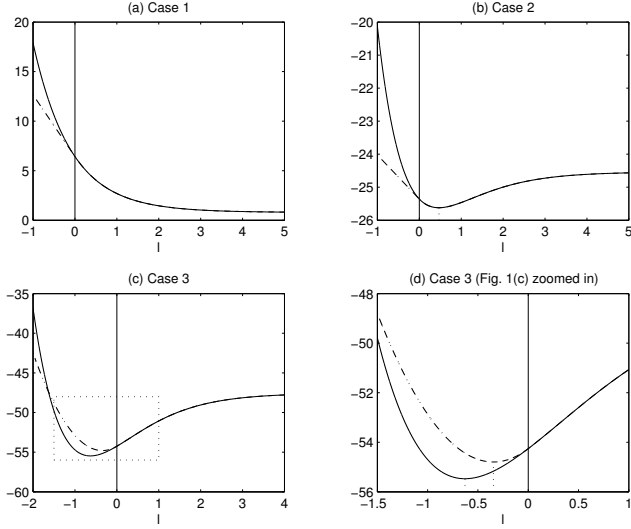 (a) Case 1
20
15
10
5
0
−1 0 1 2 3 4 5
l
(b) Case 2
−20
−21
−22
−23
−24
−25
−26
−1 0 1 2 3 4 5
l
(c) Case 3
−35
−40
−45
−50
−55
−60
−2 −1 0 1 2 3 4
l
(d) Case 3 (Fig. 1(c) zoomed in)
−48
−50
−52
−54
−56
−1.5 −1 −0.5 0 0.5 1
l